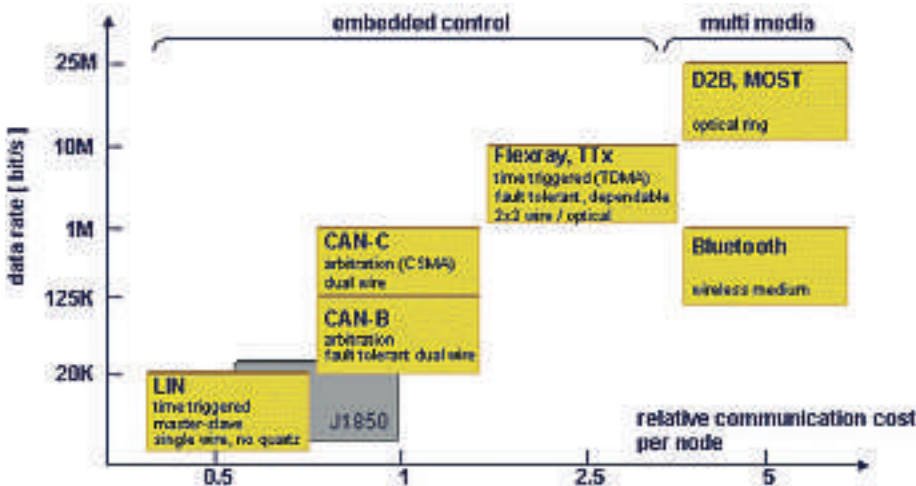 embedded control
multi media
25M
D2B, MOST
optical ring
10M
Flexray, TTx
time triggered (TDMA)
fault tolerant, dependable
2x2 wire / optical
data rate [ bit/s ]
1M
CAN-C
arbitration (CSMA)
dual wire
Bluetooth
wireless medium
125K
CAN-B
arbitration
fault tolerant dual wire
20K
LIN
time triggered
master-slave
single wire, no quartz
J1850
relative communication cost
per node
0.5
1
2.5
5